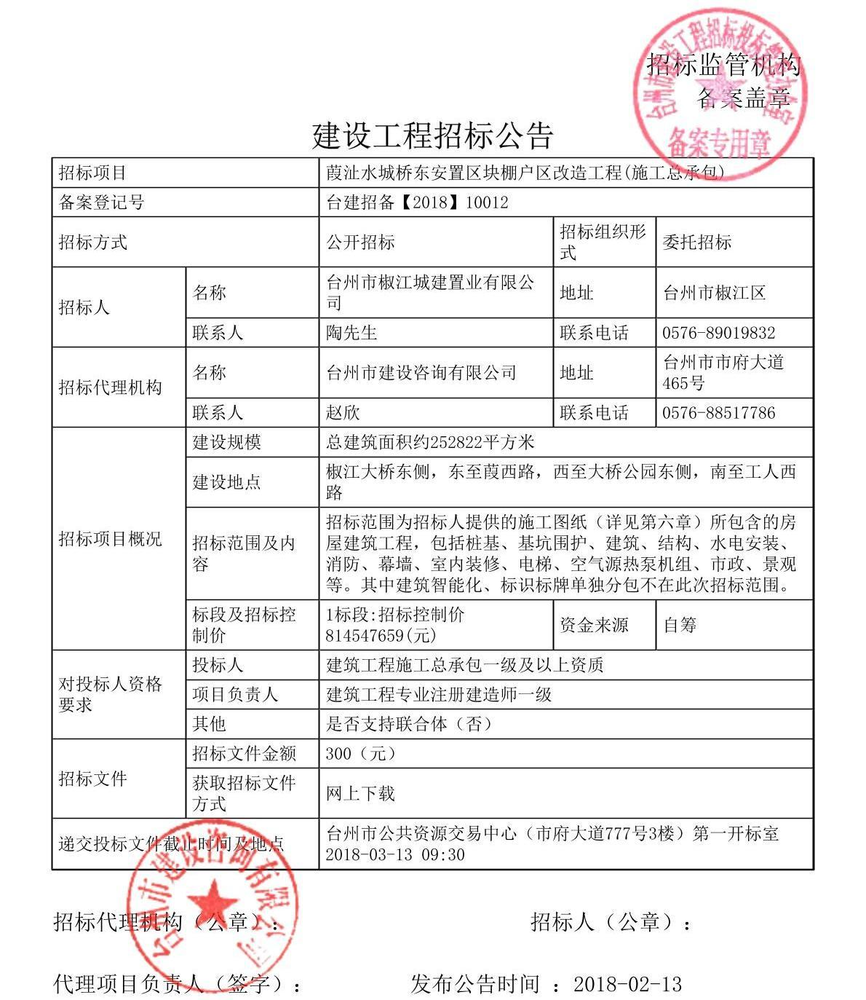 招标监管机构
备案盖章
台州市建设工程招标投标管理办公室
备案专用章
建设工程招标公告
招标项目
葭沚水城桥东安置区块棚户区改造工程(施工总承包)
备案登记号
台建招备【2018】10012
招标方式
公开招标
招标组织形
式
委托招标
招标人
名称
台州市椒江城建置业有限公
司
地址
台州市椒江区
联系人
陶先生
联系电话
0576-89019832
招标代理机构
名称
台州市建设咨询有限公司
地址
台州市市府大道
465号
联系人
赵欣
联系电话
0576-88517786
招标项目概况
建设规模
总建筑面积约252822平方米
建设地点
椒江大桥东侧，东至葭西路，西至大桥公园东侧，南至工人西
路
招标范围及内
容
招标范围为招标人提供的施工图纸（详见第六章）所包含的房
屋建筑工程，包括桩基、基坑围护、建筑、结构、水电安装、
消防、幕墙、室内装修、电梯、空气源热泵机组、市政、景观
等。其中建筑智能化、标识标牌单独分包不在此次招标范围。
标段及招标控
制价
1标段:招标控制价
814547659(元)
资金来源
自筹
对投标人资格
要求
投标人
建筑工程施工总承包一级及以上资质
项目负责人
建筑工程专业注册建造师一级
其他
是否支持联合体（否）
招标文件
招标文件金额
300（元）
获取招标文件
方式
网上下载
递交投标文件截止时间及地点
台州市公共资源交易中心（市府大道777号3楼）第一开标室
2018-03-13 09:30
台州市建设咨询有限公司
招标代理机构（公章）：
招标人（公章）：
代理项目负责人（签字）：
发布公告时间 ：2018-02-13